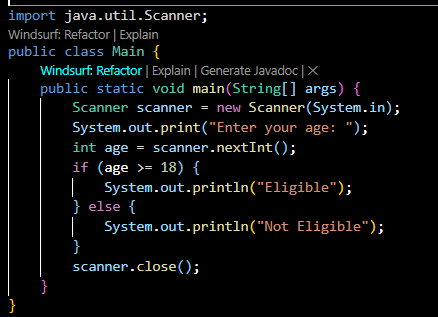 import java.util.Scanner;
Windsurf: Refactor | Explain
public class Main {
Windsurf: Refactor | Explain | Generate Javadoc | ×
public static void main(String[] args) {
Scanner scanner = new Scanner(System.in);
System.out.print("Enter your age: ");
int age = scanner.nextInt();
if (age >= 18) {
System.out.println("Eligible");
} else {
System.out.println("Not Eligible");
}
scanner.close();
}
}